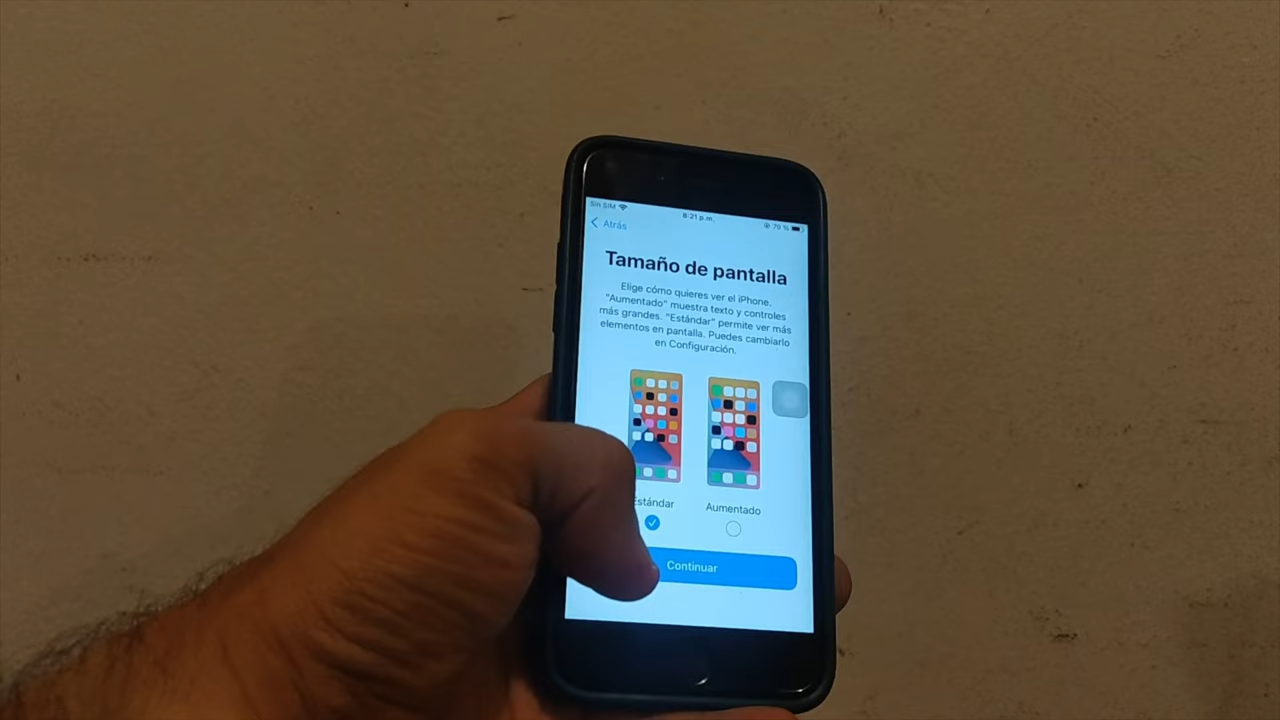 Sin SIM
8:21 p.m.
79 %
Atrás
Tamaño de pantalla
Elige cómo quieres ver el iPhone.
"Aumentado" muestra texto y controles
más grandes. "Estándar" permite ver más
elementos en pantalla. Puedes cambiarlo
en Configuración.
Estándar
Aumentado
Continuar